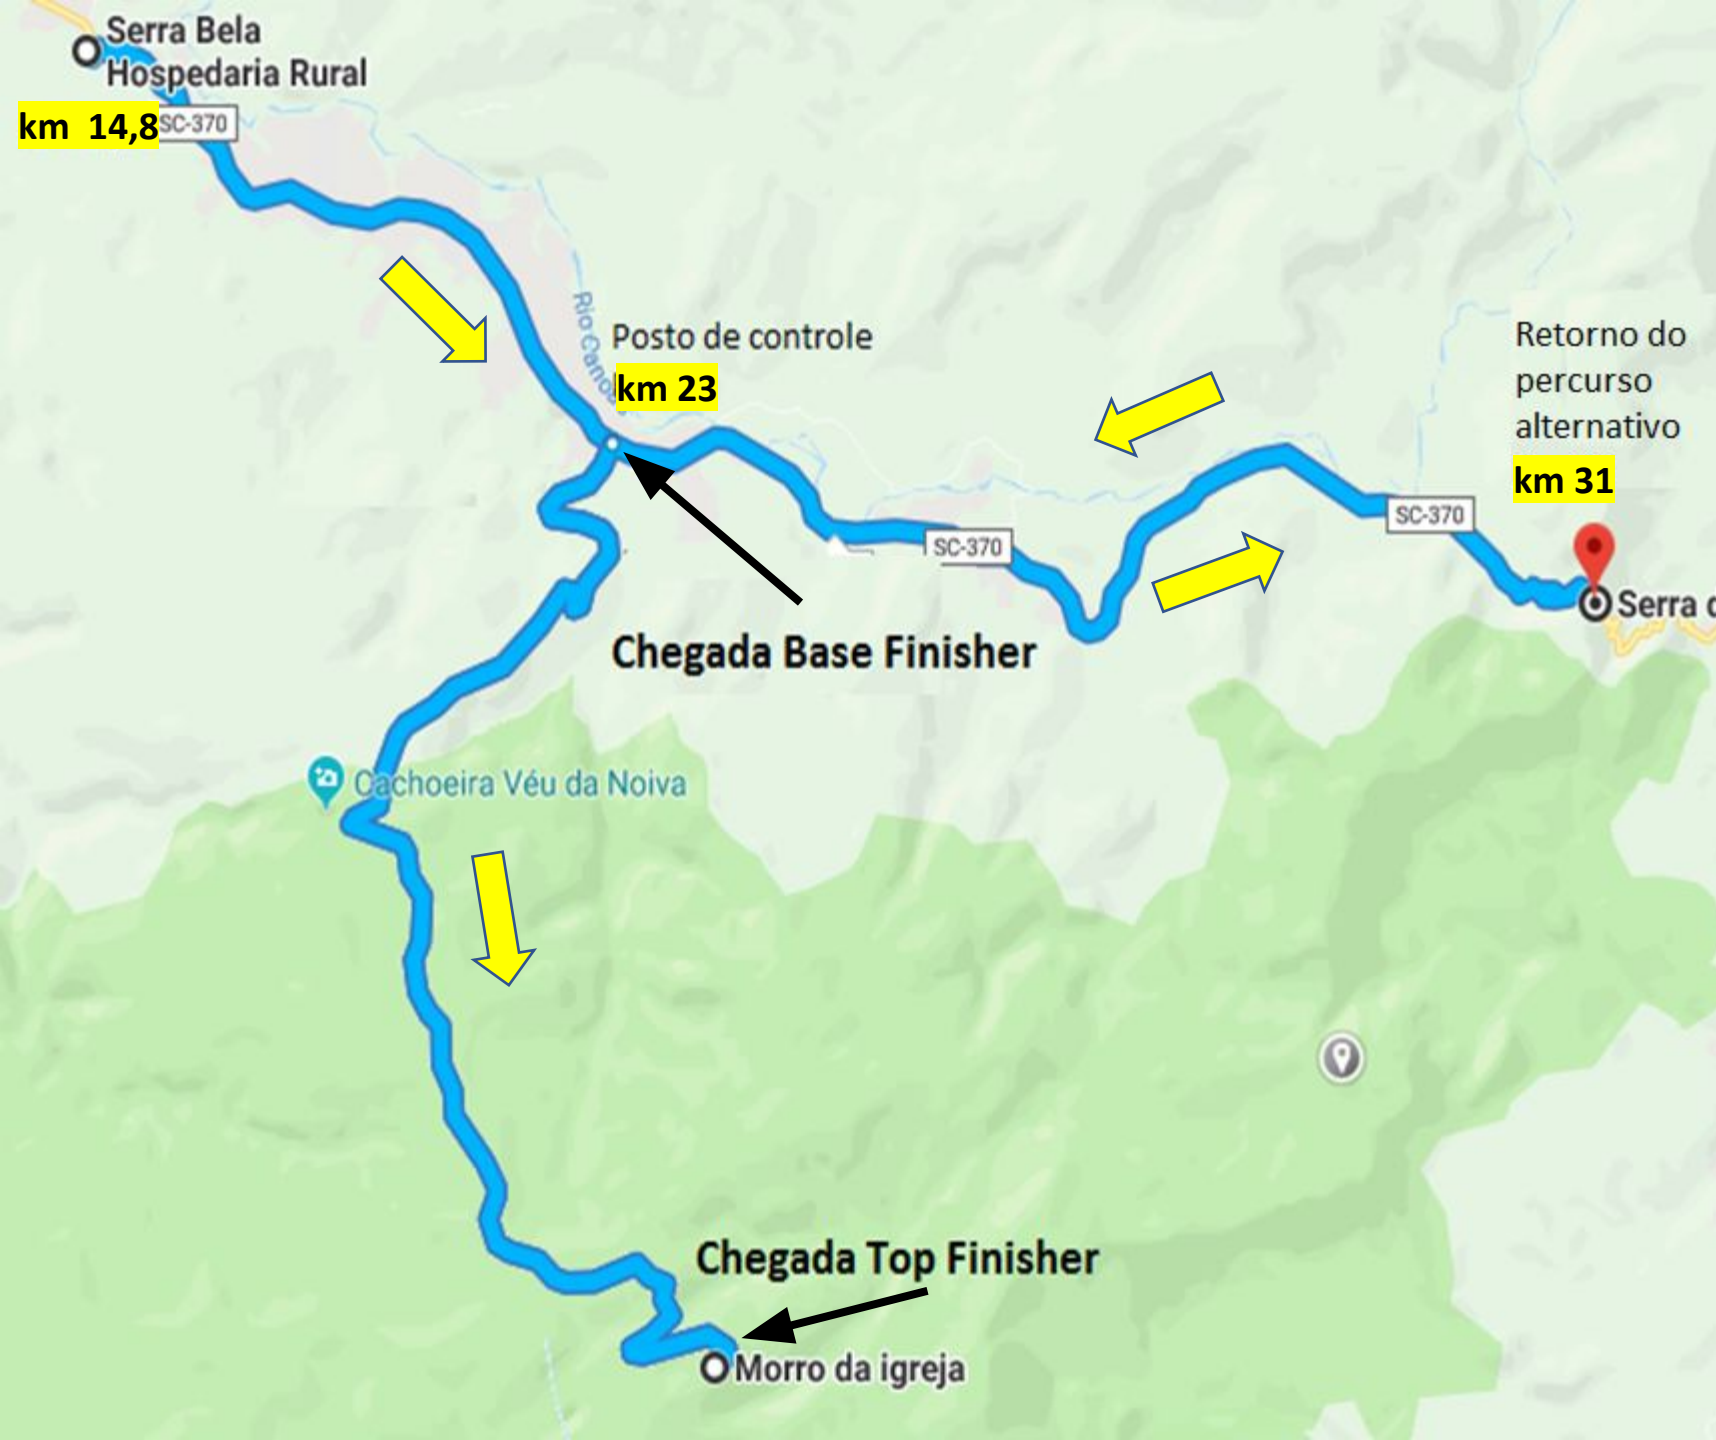 Serra Bela
Hospedaria Rural
km 14,8
SC-370
Rio Canoas
Posto de controle
km 23
Retorno do
percurso
alternativo
km 31
SC-370
SC-370
Serra d
Chegada Base Finisher
Cachoeira Véu da Noiva
Chegada Top Finisher
Morro da igreja